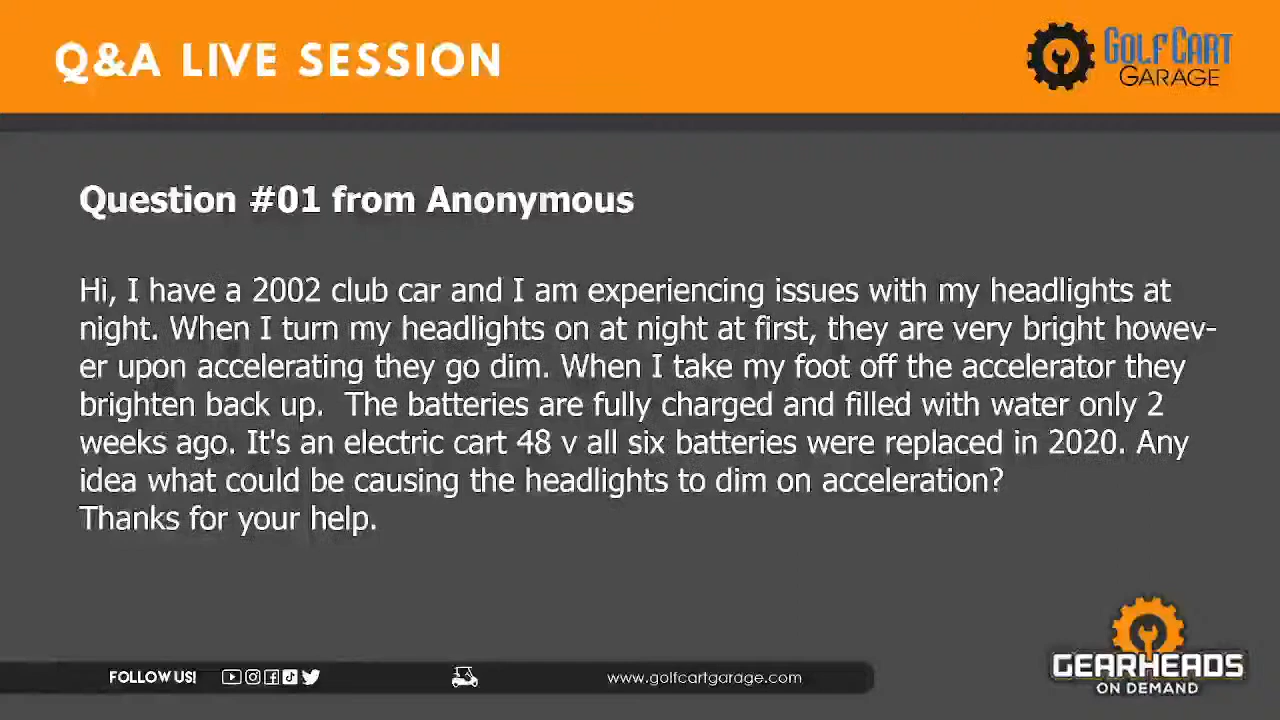 Q&A LIVE SESSION
GOLF CART
GARAGE
Question #01 from Anonymous
Hi, I have a 2002 club car and I am experiencing issues with my headlights at
night. When I turn my headlights on at night at first, they are very bright howev-
er upon accelerating they go dim. When I take my foot off the accelerator they
brighten back up.  The batteries are fully charged and filled with water only 2
weeks ago. It's an electric cart 48 v all six batteries were replaced in 2020. Any
idea what could be causing the headlights to dim on acceleration?
Thanks for your help.
FOLLOW US!
www.golfcartgarage.com
GEARHEADS
ON DEMAND